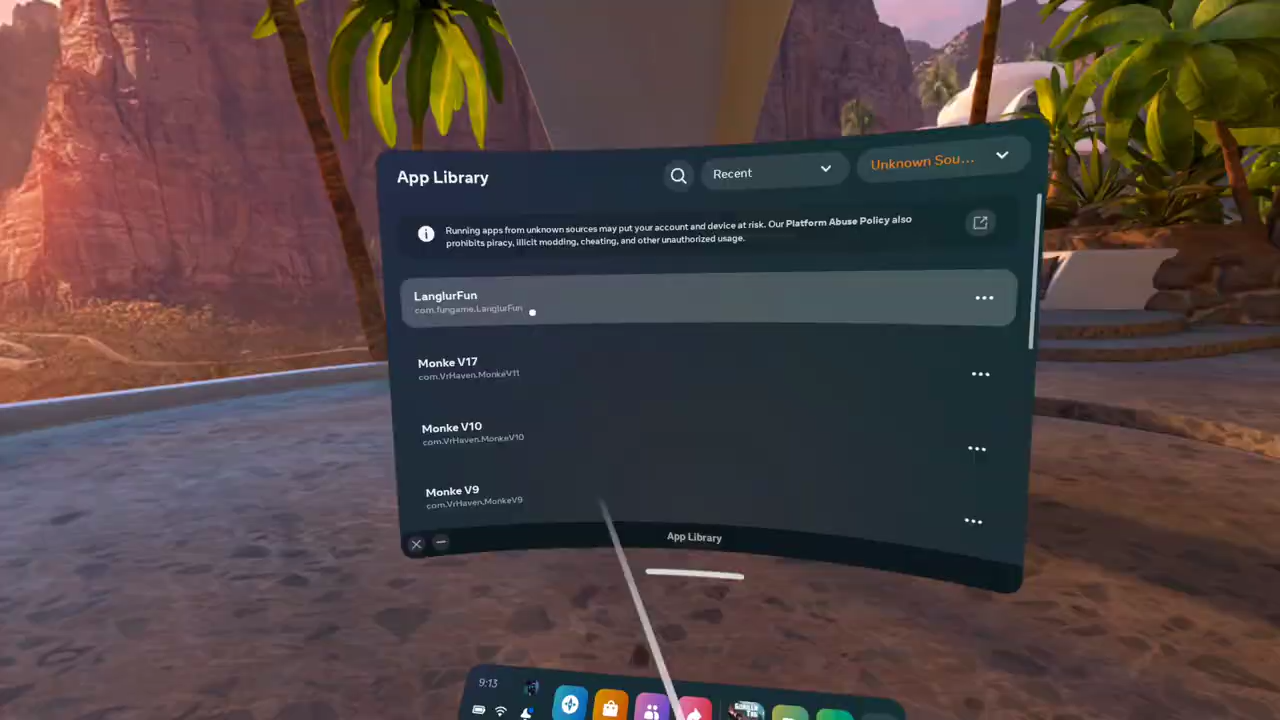 App Library
Recent
Unknown Sou...
Running apps from unknown sources may put your account and device at risk. Our Platform Abuse Policy also
prohibits piracy, illicit modding, cheating, and other unauthorized usage.
LanglurFun
com.fungame.LanglurFun
Monke V17
com.VrHaven.MonkeV11
Monke V10
com.VrHaven.MonkeV10
Monke V9
com.VrHaven.MonkeV9
App Library
9:13